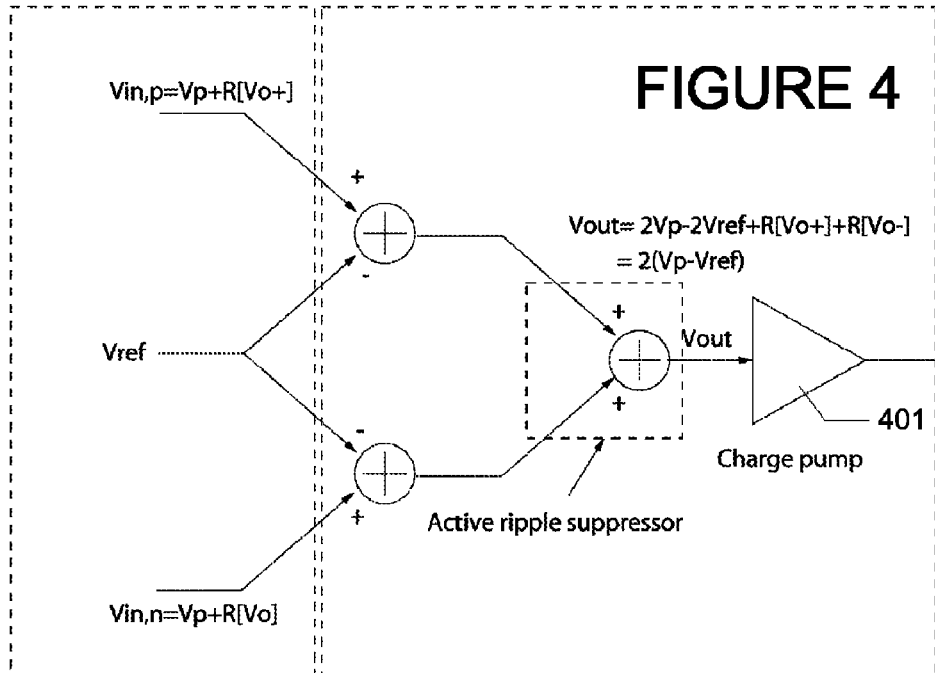 FIGURE 4
Vin,p=Vp+R[Vo+]
+
-
Vout= 2Vp-2Vref+R[Vo+]+R[Vo-]
= 2(Vp-Vref)
+
Vref
Vout
+
401
-
Charge pump
+
Active ripple suppressor
Vin,n=Vp+R[Vo]